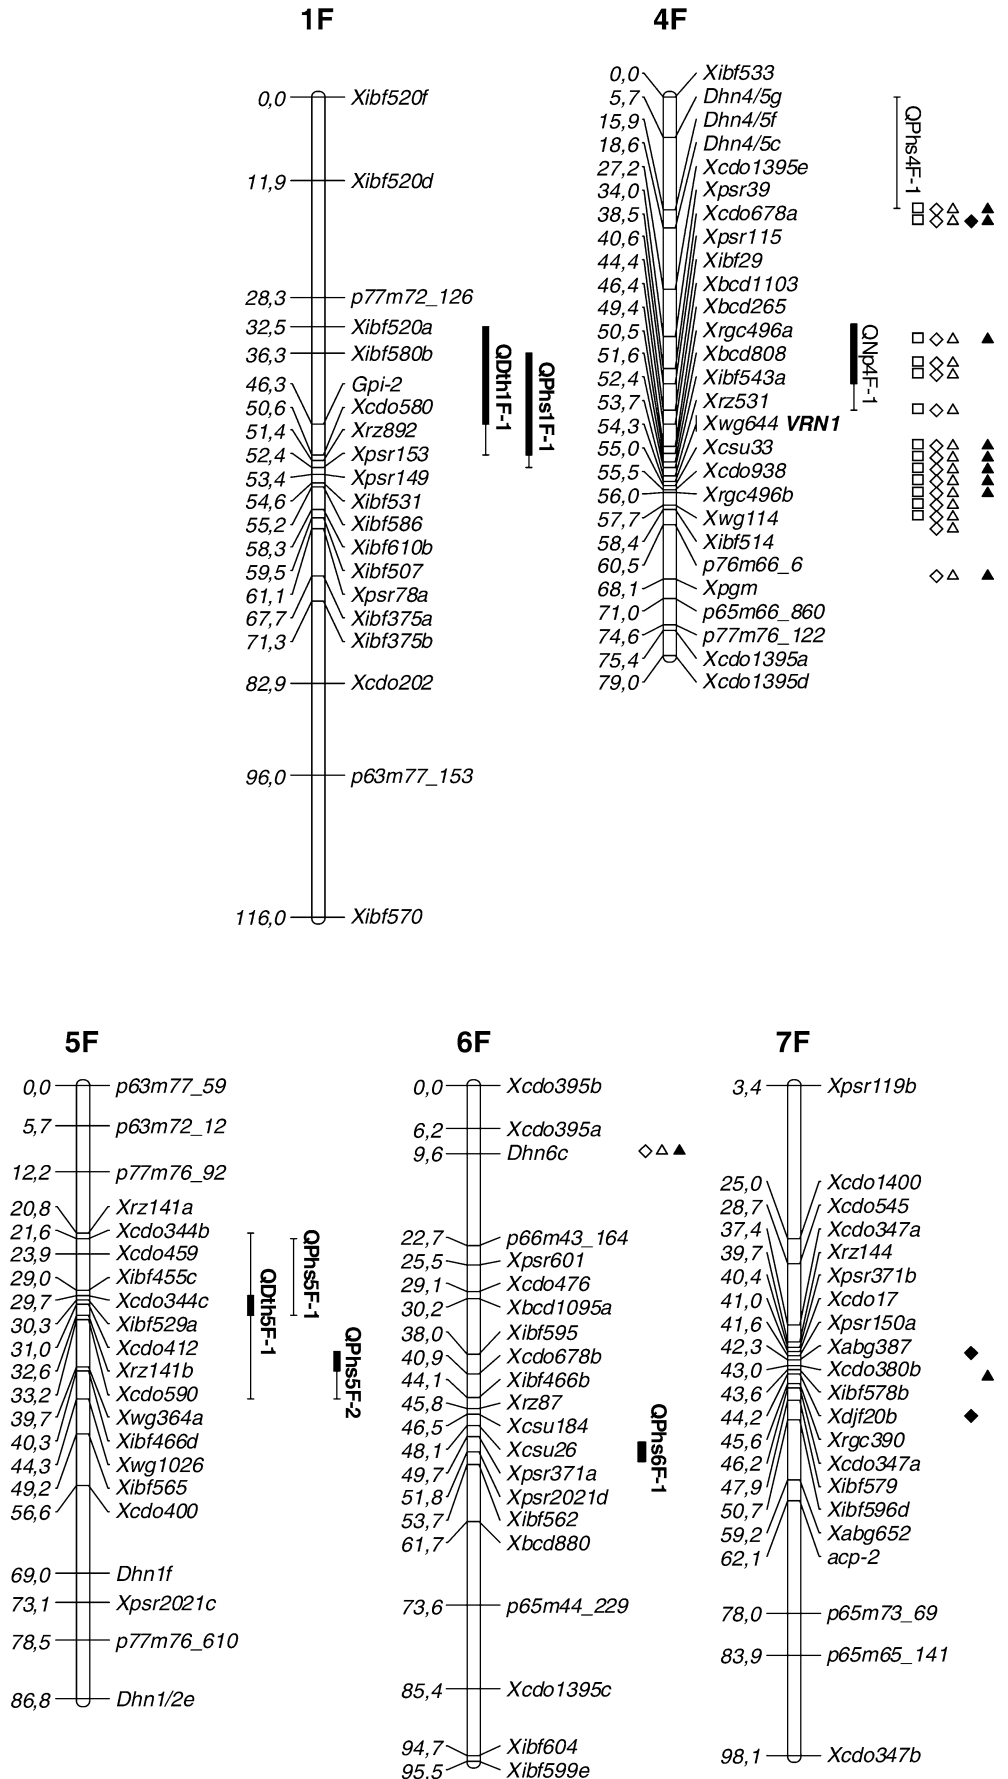 1F
0,0 Xibf520f
11,9 Xibf520d
28,3 p77m72_126
32,5 Xibf520a
36,3 Xibf580b
46,3 Gpi-2
50,6 Xcdo580
51,4 Xrz892
52,4 Xpsr153
53,4 Xpsr149
54,6 Xibf531
55,2 Xibf586
58,3 Xibf610b
59,5 Xibf507
61,1 Xpsr78a
67,7 Xibf375a
71,3 Xibf375b
82,9 Xcdo202
96,0 p63m77_153
116,0 Xibf570
QDth1F-1
QPhs1F-1
4F
0,0 Xibf533
5,7 Dhn4/5g
15,9 Dhn4/5f
18,6 Dhn4/5c
27,2 Xcdo1395e
34,0 Xpsr39
38,5 Xcdo678a
40,6 Xpsr115
44,4 Xibf29
46,4 Xbcd1103
49,4 Xbcd265
50,5 Xrgc496a
51,6 Xbcd808
52,4 Xibf543a
53,7 Xrz531
54,3 Xwg644 VRN1
55,0 Xcsu33
55,5 Xcdo938
56,0 Xrgc496b
57,7 Xwg114
58,4 Xibf514
60,5 p76m66_6
68,1 Xpgm
71,0 p65m66_860
74,6 p77m76_122
75,4 Xcdo1395a
79,0 Xcdo1395d
QPhs4F-1
QNp4F-1
5F
0,0 p63m77_59
5,7 p63m72_12
12,2 p77m76_92
20,8 Xrz141a
21,6 Xcdo344b
23,9 Xcdo459
29,0 Xibf455c
29,7 Xcdo344c
30,3 Xibf529a
31,0 Xcdo412
32,6 Xrz141b
33,2 Xcdo590
39,7 Xwg364a
40,3 Xibf466d
44,3 Xwg1026
49,2 Xibf565
56,6 Xcdo400
69,0 Dhn1f
73,1 Xpsr2021c
78,5 p77m76_610
86,8 Dhn1/2e
QDth5F-1
QPhs5F-1
QPhs5F-2
6F
0,0 Xcdo395b
6,2 Xcdo395a
9,6 Dhn6c
22,7 p66m43_164
25,5 Xpsr601
29,1 Xcdo476
30,2 Xbcd1095a
38,0 Xibf595
40,9 Xcdo678b
44,1 Xibf466b
45,8 Xrz87
46,5 Xcsu184
48,1 Xcsu26
49,7 Xpsr371a
51,8 Xpsr2021d
53,7 Xibf562
61,7 Xbcd880
73,6 p65m44_229
85,4 Xcdo1395c
94,7 Xibf604
95,5 Xibf599e
QPhs6F-1
7F
3,4 Xpsr119b
25,0 Xcdo1400
28,7 Xcdo545
37,4 Xcdo347a
39,7 Xrz144
40,4 Xpsr371b
41,0 Xcdo17
41,6 Xpsr150a
42,3 Xabg387
43,0 Xcdo380b
43,6 Xibf578b
44,2 Xdjf20b
45,6 Xrgc390
46,2 Xcdo347a
47,9 Xibf579
50,7 Xibf596d
59,2 Xabg652
62,1 acp-2
78,0 p65m73_69
83,9 p65m65_141
98,1 Xcdo347b